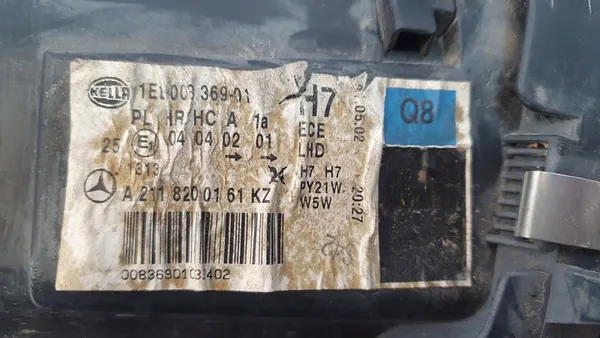 HELLA 1EL 008 369-01 H7
PL HR/HC A 1a ECE
25 E1 04 04 02 01 LHD
1313 H7 H7
A 211 820 01 61 KZ PY21W
W5W
00836901031402
.05.02 20:27
Q8